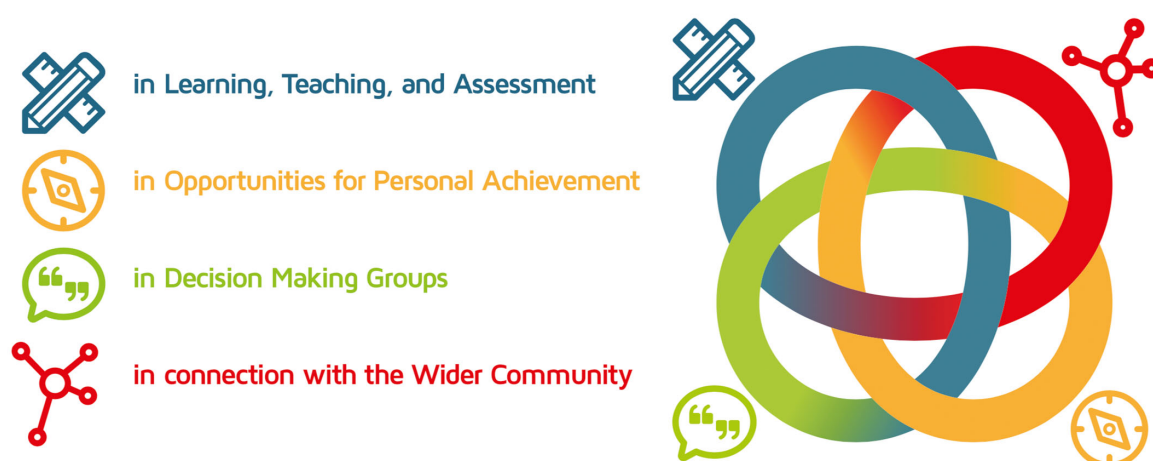 in Learning, Teaching, and Assessment
in Opportunities for Personal Achievement
in Decision Making Groups
in connection with the Wider Community